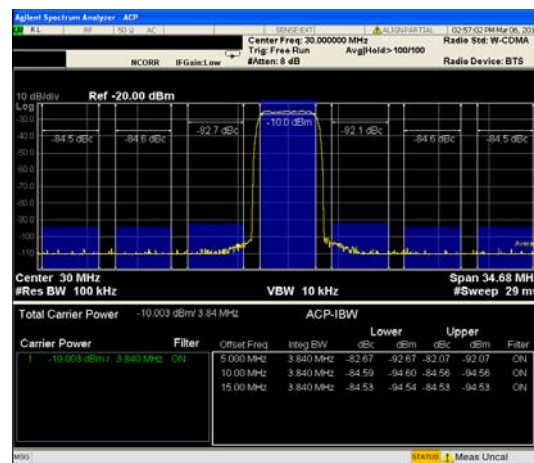 Agilent Spectrum Analyzer - ACP
RL RF 50 Ω AC SENSE:EXT ALIGN PARTIAL 02:57:02 PM Mar 06, 201
Center Freq: 30.000000 MHz Radio Std: W-CDMA
Trig: Free Run Avg|Hold>100/100
NCORR IFGain:Low #Atten: 8 dB Radio Device: BTS
10 dB/div Ref -20.00 dBm
Log
-30.0
-10.0 dBm
-40.0
-84.5 dBc -84.6 dBc -82.7 dBc -82.1 dBc -84.6 dBc -84.5 dBc
-50.0
-60.0
-70.0
-80.0
-90.0
-100
-110
Center 30 MHz Span 34.68 MH
#Res BW 100 kHz VBW 10 kHz #Sweep 29 ms
Total Carrier Power -10.003 dBm/ 3.84 MHz ACP-IBW
Lower Upper
Carrier Power Filter Offset Freq Integ BW dBc dBm dBc dBm Filter
1 -10.003 dBm / 3.840 MHz ON 5.000 MHz 3.840 MHz -82.67 -92.67 -82.07 -92.07 ON
10.00 MHz 3.840 MHz -84.59 -94.60 -84.56 -94.56 ON
15.00 MHz 3.840 MHz -84.53 -94.54 -84.53 -94.53 ON
MSG STATUS Meas Uncal